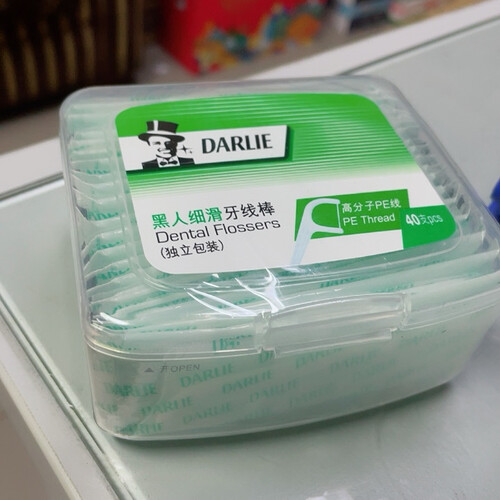 DARLIE
黑人细滑牙线棒
Dental Flossers
(独立包装)
高分子PE线
PE Thread
40支pcs
OPEN
DARLIE DARLIE